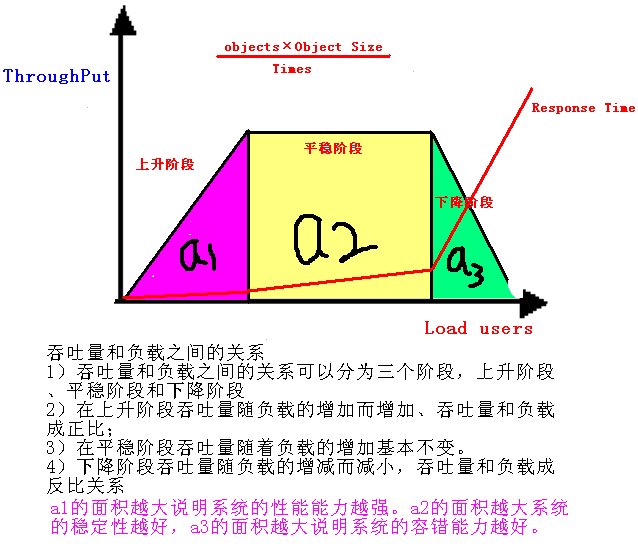 objects×Object Size
Times
ThroughPut
Response Time
上升阶段
平稳阶段
下降阶段
a1
a2
a3
Load users
吞吐量和负载之间的关系
1）吞吐量和负载之间的关系可以分为三个阶段，上升阶段
、平稳阶段和下降阶段
2）在上升阶段吞吐量随负载的增加而增加、吞吐量和负载
成正比；
3）在平稳阶段吞吐量随着负载的增加基本不变。
4）下降阶段吞吐量随负载的增减而减小，吞吐量和负载成
反比关系
a1的面积越大说明系统的性能能力越强。a2的面积越大系统
的稳定性越好，a3的面积越大说明系统的容错能力越好。